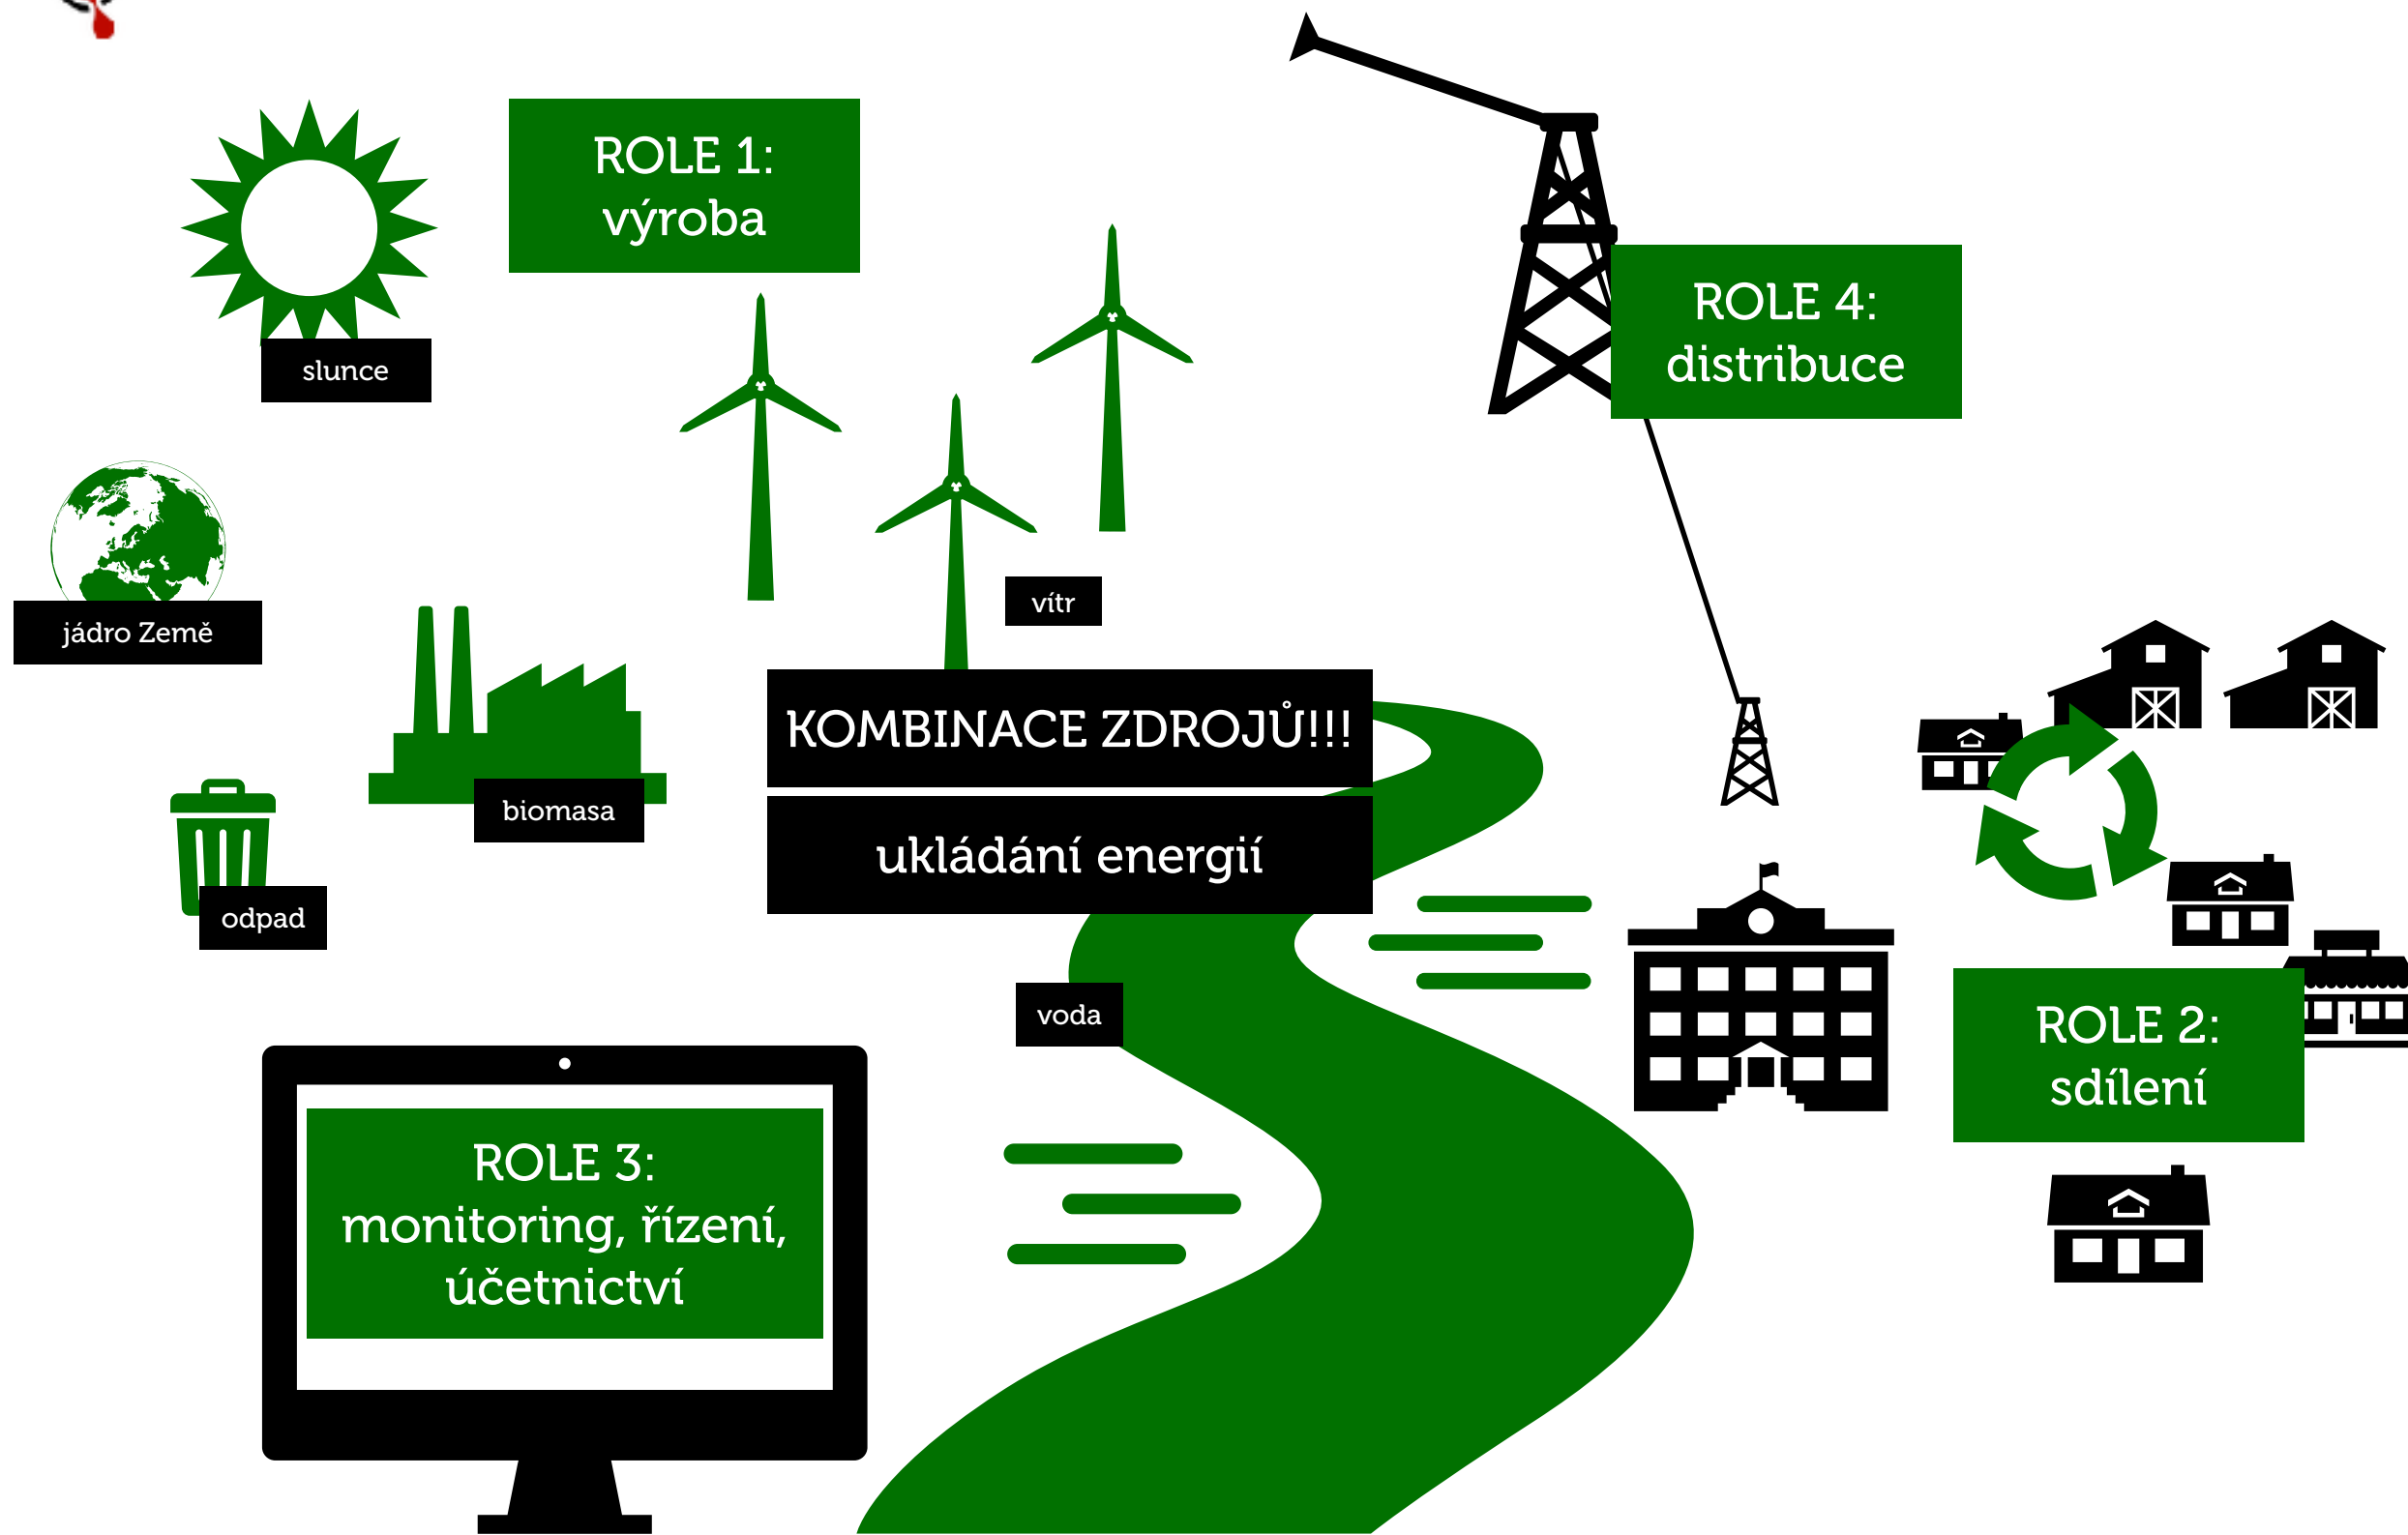 ROLE 1:
výroba
ROLE 4:
distribuce
slunce
vítr
jádro Země
KOMBINACE ZDROJŮ!!!
biomasa
ukládání energií
odpad
voda
ROLE 2:
sdílení
ROLE 3:
monitoring, řízení,
účetnictví